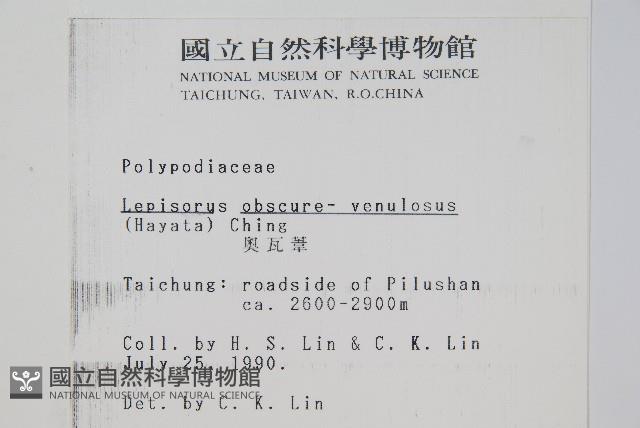 國立自然科學博物館
NATIONAL MUSEUM OF NATURAL SCIENCE
TAICHUNG, TAIWAN, R.O.CHINA
Polypodiaceae
Lepisorys obscure- venulosus
(Hayata) Ching
奧瓦葦
Taichung: roadside of Pilushan
ca. 2600-2900m
Coll. by H. S. Lin & C. K. Lin
July 25, 1990.
Det. by C. K. Lin
國立自然科學博物館
NATIONAL MUSEUM OF NATURAL SCIENCE